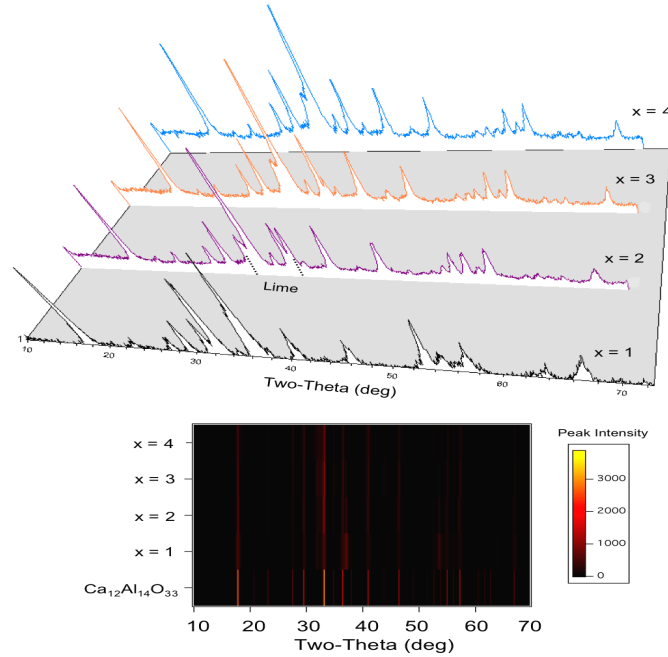 x = 4
x = 3
x = 2
Lime
x = 1
1
10
20
30
40
50
60
70
Two-Theta (deg)
Peak Intensity
x = 4
x = 3
x = 2
x = 1
Ca₁₂Al₁₄O₃₃
3000
2000
1000
0
10 20 30 40 50 60 70
Two-Theta (deg)